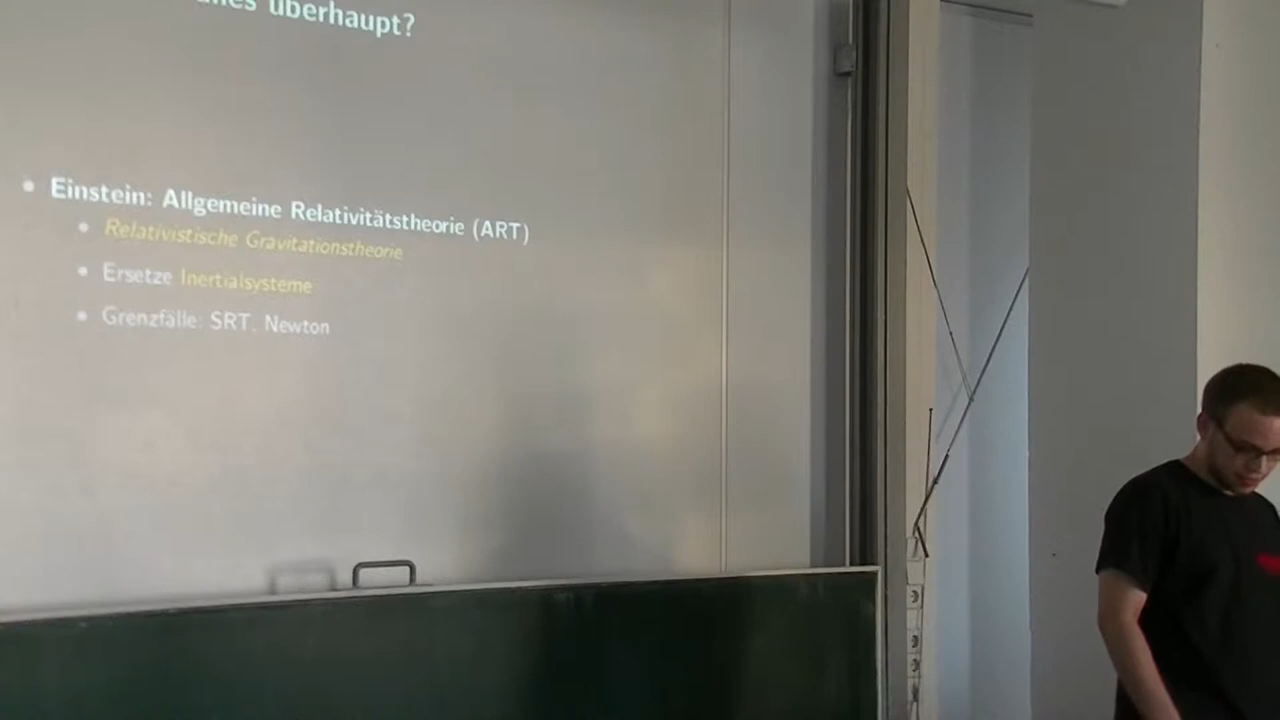 überhaupt?
Einstein: Allgemeine Relativitätstheorie (ART)
Relativistische Gravitationstheorie
Ersetze Inertialsysteme
Grenzfälle: SRT, Newton